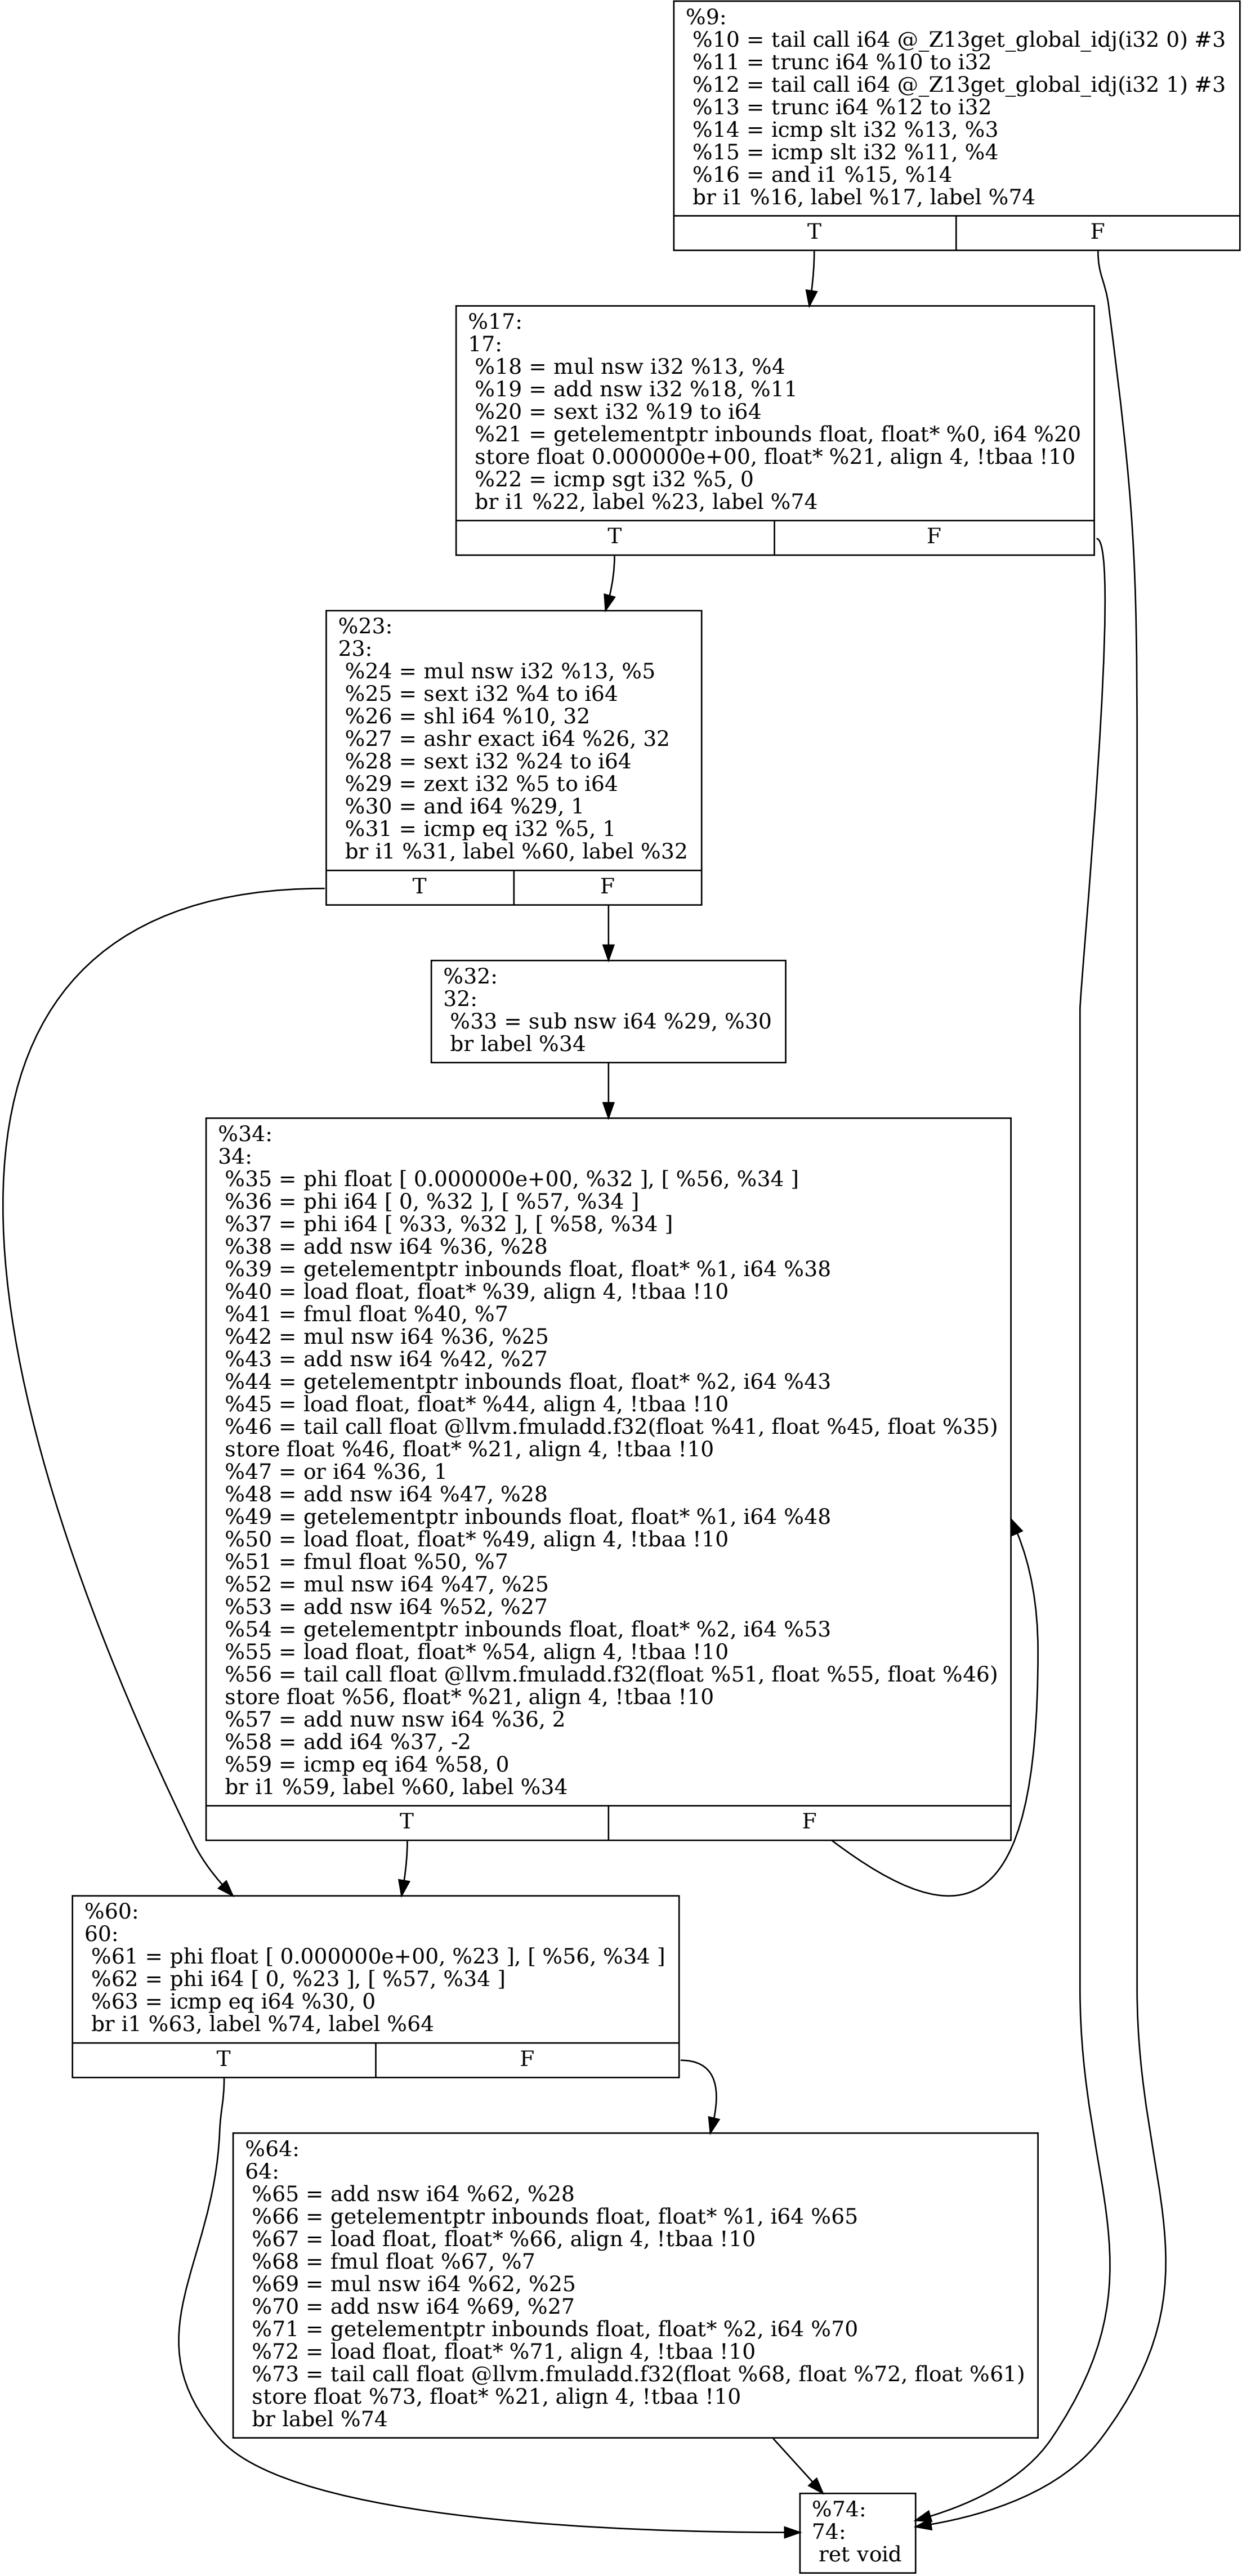 %9:
%10 = tail call i64 @_Z13get_global_idj(i32 0) #3
%11 = trunc i64 %10 to i32
%12 = tail call i64 @_Z13get_global_idj(i32 1) #3
%13 = trunc i64 %12 to i32
%14 = icmp slt i32 %13, %3
%15 = icmp slt i32 %11, %4
%16 = and i1 %15, %14
br i1 %16, label %17, label %74
T F
%17:
17:
%18 = mul nsw i32 %13, %4
%19 = add nsw i32 %18, %11
%20 = sext i32 %19 to i64
%21 = getelementptr inbounds float, float* %0, i64 %20
store float 0.000000e+00, float* %21, align 4, !tbaa !10
%22 = icmp sgt i32 %5, 0
br i1 %22, label %23, label %74
T F
%23:
23:
%24 = mul nsw i32 %13, %5
%25 = sext i32 %4 to i64
%26 = shl i64 %10, 32
%27 = ashr exact i64 %26, 32
%28 = sext i32 %24 to i64
%29 = zext i32 %5 to i64
%30 = and i64 %29, 1
%31 = icmp eq i32 %5, 1
br i1 %31, label %60, label %32
T F
%32:
32:
%33 = sub nsw i64 %29, %30
br label %34
%34:
34:
%35 = phi float [ 0.000000e+00, %32 ], [ %56, %34 ]
%36 = phi i64 [ 0, %32 ], [ %57, %34 ]
%37 = phi i64 [ %33, %32 ], [ %58, %34 ]
%38 = add nsw i64 %36, %28
%39 = getelementptr inbounds float, float* %1, i64 %38
%40 = load float, float* %39, align 4, !tbaa !10
%41 = fmul float %40, %7
%42 = mul nsw i64 %36, %25
%43 = add nsw i64 %42, %27
%44 = getelementptr inbounds float, float* %2, i64 %43
%45 = load float, float* %44, align 4, !tbaa !10
%46 = tail call float @llvm.fmuladd.f32(float %41, float %45, float %35)
store float %46, float* %21, align 4, !tbaa !10
%47 = or i64 %36, 1
%48 = add nsw i64 %47, %28
%49 = getelementptr inbounds float, float* %1, i64 %48
%50 = load float, float* %49, align 4, !tbaa !10
%51 = fmul float %50, %7
%52 = mul nsw i64 %47, %25
%53 = add nsw i64 %52, %27
%54 = getelementptr inbounds float, float* %2, i64 %53
%55 = load float, float* %54, align 4, !tbaa !10
%56 = tail call float @llvm.fmuladd.f32(float %51, float %55, float %46)
store float %56, float* %21, align 4, !tbaa !10
%57 = add nuw nsw i64 %36, 2
%58 = add i64 %37, -2
%59 = icmp eq i64 %58, 0
br i1 %59, label %60, label %34
T F
%60:
60:
%61 = phi float [ 0.000000e+00, %23 ], [ %56, %34 ]
%62 = phi i64 [ 0, %23 ], [ %57, %34 ]
%63 = icmp eq i64 %30, 0
br i1 %63, label %74, label %64
T F
%64:
64:
%65 = add nsw i64 %62, %28
%66 = getelementptr inbounds float, float* %1, i64 %65
%67 = load float, float* %66, align 4, !tbaa !10
%68 = fmul float %67, %7
%69 = mul nsw i64 %62, %25
%70 = add nsw i64 %69, %27
%71 = getelementptr inbounds float, float* %2, i64 %70
%72 = load float, float* %71, align 4, !tbaa !10
%73 = tail call float @llvm.fmuladd.f32(float %68, float %72, float %61)
store float %73, float* %21, align 4, !tbaa !10
br label %74
%74:
74:
ret void